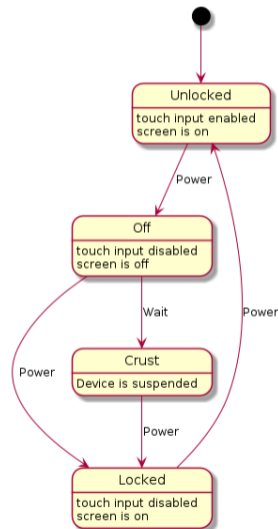 Unlocked
touch input enabled
screen is on
Power
Off
touch input disabled
screen is off
Wait
Power
Crust
Device is suspended
Power
Power
Locked
touch input disabled
screen is on